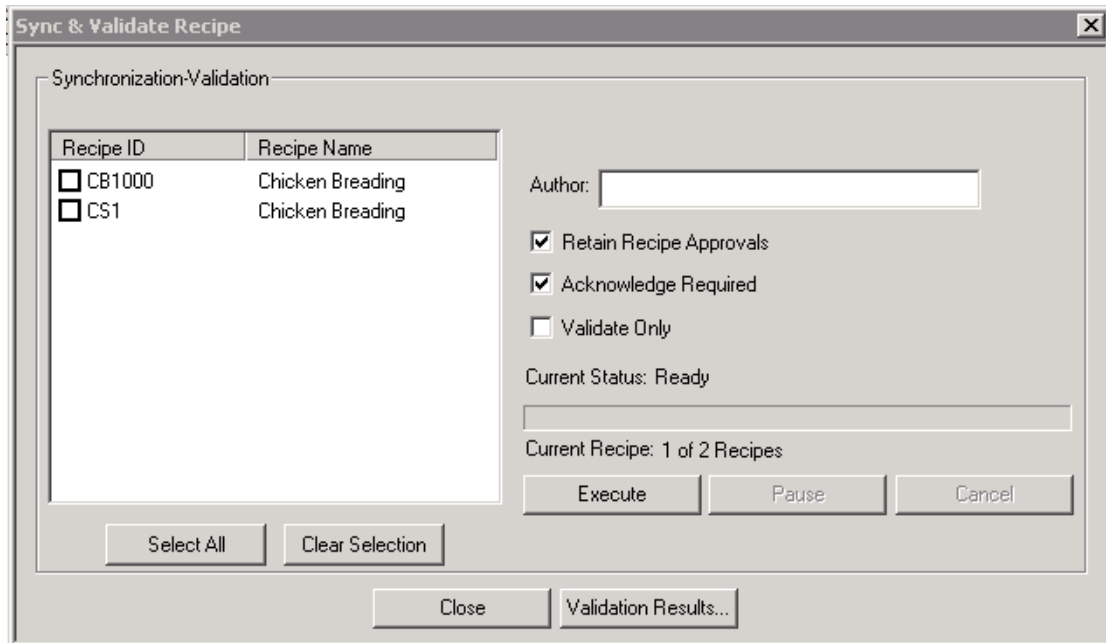 Sync & Validate Recipe
Synchronization-Validation
Recipe ID Recipe Name
CB1000 Chicken Breading
CS1 Chicken Breading
Author:
Retain Recipe Approvals
Acknowledge Required
Validate Only
Current Status: Ready
Current Recipe: 1 of 2 Recipes
Execute Pause Cancel
Select All Clear Selection
Close Validation Results...